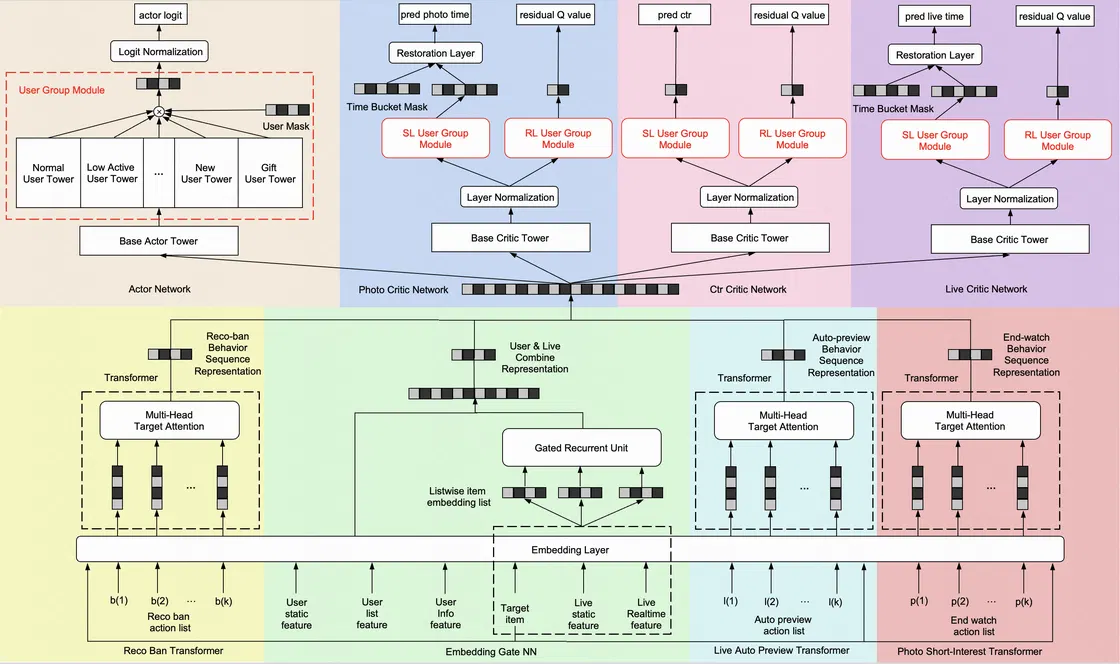 actor logit
Logit Normalization
User Group Module
User Mask
Normal
User Tower
Low Active
User Tower
...
New
User Tower
Gift
User Tower
Base Actor Tower
Actor Network
pred photo time
residual Q value
Restoration Layer
Time Bucket Mask
SL User Group
Module
RL User Group
Module
Layer Normalization
Base Critic Tower
Photo Critic Network
pred ctr
residual Q value
SL User Group
Module
RL User Group
Module
Layer Normalization
Base Critic Tower
Ctr Critic Network
pred live time
residual Q value
Restoration Layer
Time Bucket Mask
SL User Group
Module
RL User Group
Module
Layer Normalization
Base Critic Tower
Live Critic Network
Reco-ban
Behavior
Sequence
Representation
Transformer
Multi-Head
Target Attention
...
User & Live
Combine
Representation
Gated Recurrent Unit
Listwise item
embedding list
Auto-preview
Behavior
Sequence
Representation
Transformer
Multi-Head
Target Attention
...
End-watch
Behavior
Sequence
Representation
Transformer
Multi-Head
Target Attention
...
Embedding Layer
b(1)
b(2)
...
b(k)
Reco ban
action list
Reco Ban Transformer
User
static
feature
User
list
feature
User
Info
feature
Target
item
Live
static
feature
Live
Realtime
feature
Embedding Gate NN
l(1)
l(2)
...
l(k)
Auto preview
action list
Live Auto Preview Transformer
p(1)
p(2)
...
p(k)
End watch
action list
Photo Short-Interest Transformer